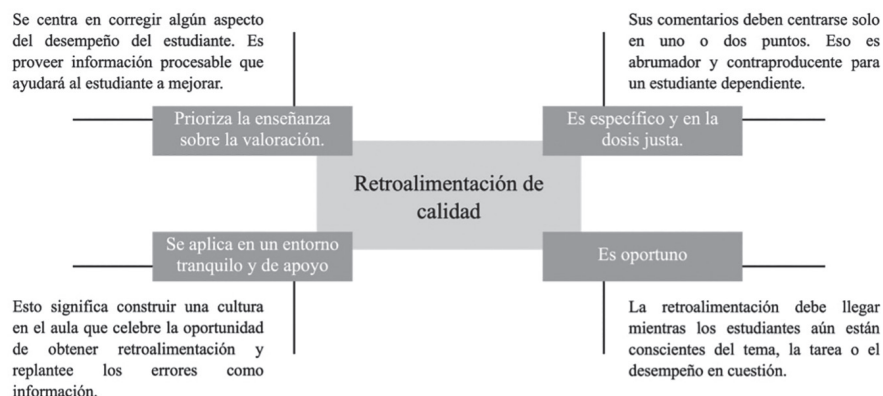 Se centra en corregir algún aspecto
del desempeño del estudiante. Es
proveer información procesable que
ayudará al estudiante a mejorar.
Sus comentarios deben centrarse solo
en uno o dos puntos. Eso es
abrumador y contraproducente para
un estudiante dependiente.
Prioriza la enseñanza
sobre la valoración.
Es específico y en la
dosis justa.
Retroalimentación de
calidad
Se aplica en un entorno
tranquilo y de apoyo
Es oportuno
Esto significa construir una cultura
en el aula que celebre la oportunidad
de obtener retroalimentación y
replantee los errores como
información.
La retroalimentación debe llegar
mientras los estudiantes aún están
conscientes del tema, la tarea o el
desempeño en cuestión.